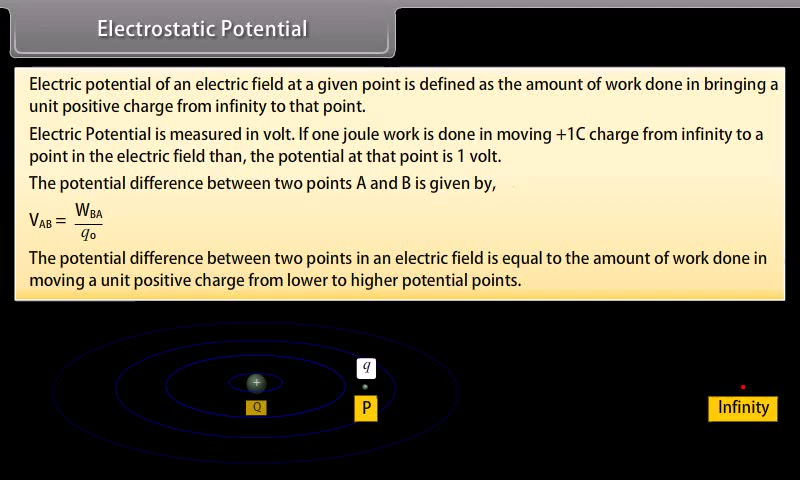 Electrostatic Potential
Electric potential of an electric field at a given point is defined as the amount of work done in bringing a
unit positive charge from infinity to that point.
Electric Potential is measured in volt. If one joule work is done in moving +1C charge from infinity to a
point in the electric field than, the potential at that point is 1 volt.
The potential difference between two points A and B is given by,
V_AB = W_BA / q_o
The potential difference between two points in an electric field is equal to the amount of work done in
moving a unit positive charge from lower to higher potential points.
q
+
Q
P
Infinity